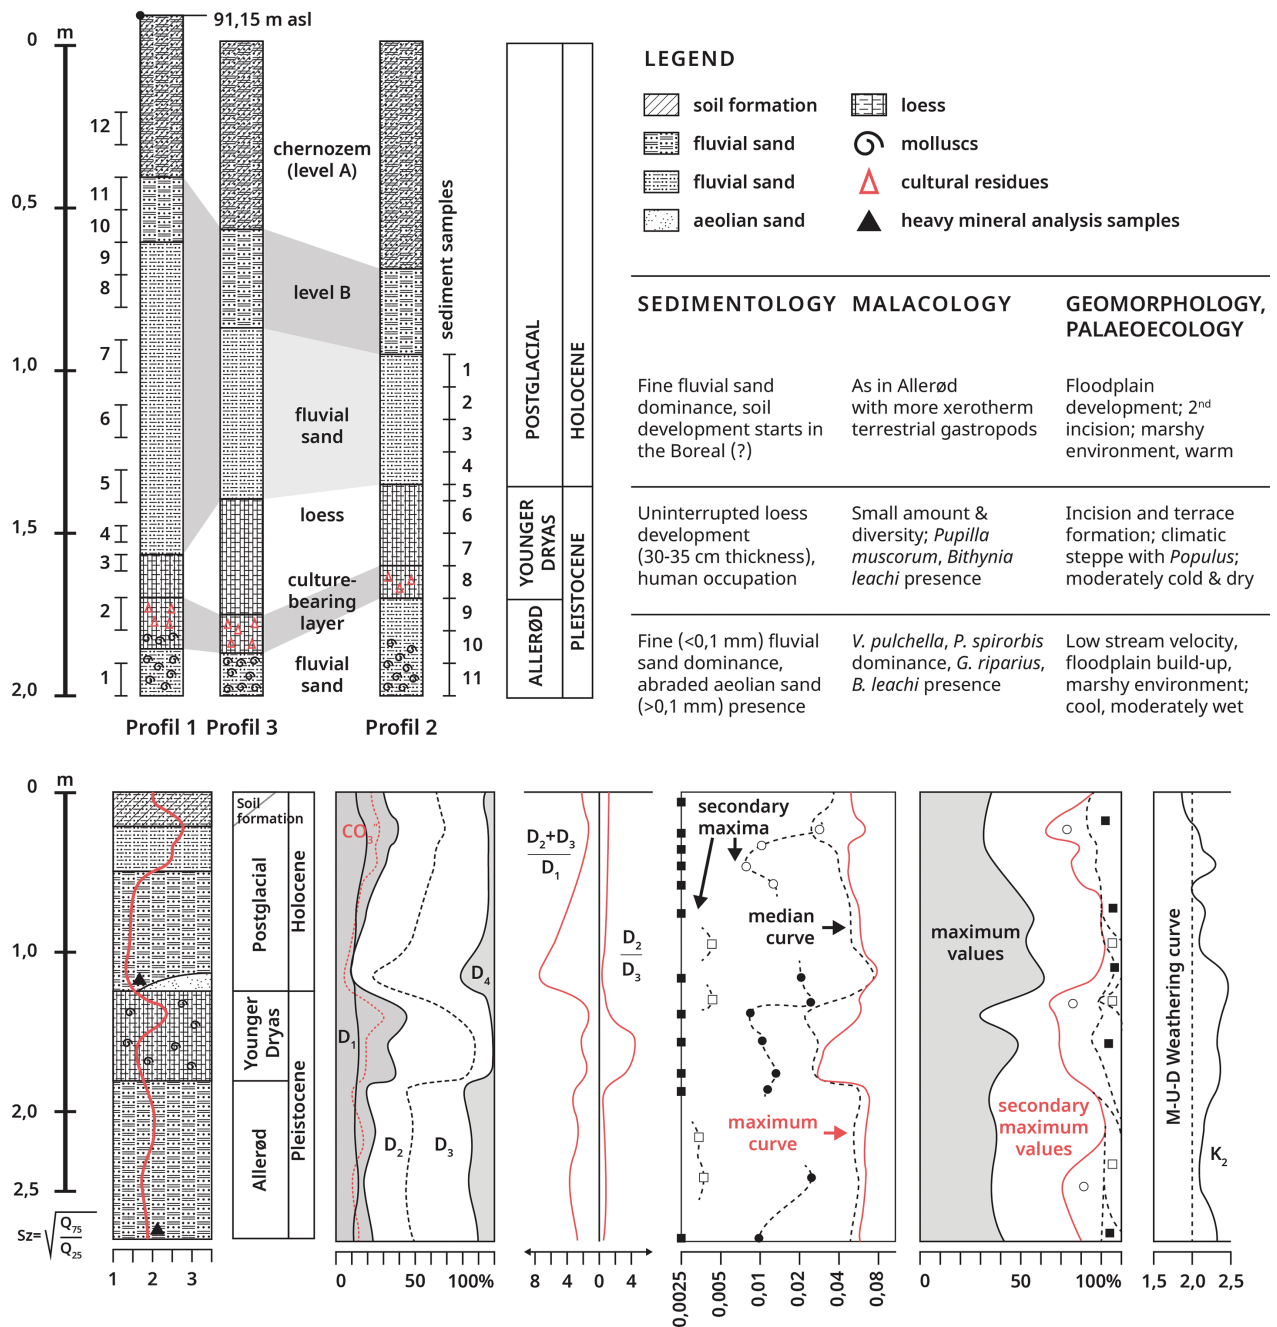 91,15 m asl
m
0
0,5
1,0
1,5
2,0
12
11
10
9
8
7
6
5
4
3
2
1
chernozem
(level A)
level B
fluvial
sand
loess
culture-
bearing
layer
fluvial
sand
sediment samples
1
2
3
4
5
6
7
8
9
10
11
Profil 1
Profil 3
Profil 2
POSTGLACIAL
HOLOCENE
YOUNGER
DRYAS
ALLERØD
PLEISTOCENE
LEGEND
soil formation
fluvial sand
fluvial sand
aeolian sand
loess
molluscs
cultural residues
heavy mineral analysis samples
SEDIMENTOLOGY
MALACOLOGY
GEOMORPHOLOGY,
PALAEOECOLOGY
Fine fluvial sand
dominance, soil
development starts in
the Boreal (?)
As in Allerød
with more xerotherm
terrestrial gastropods
Floodplain
development; 2nd
incision; marshy
environment, warm
Uninterrupted loess
development
(30-35 cm thickness),
human occupation
Small amount &
diversity; Pupilla
muscorum, Bithynia
leachi presence
Incision and terrace
formation; climatic
steppe with Populus;
moderately cold & dry
Fine (<0,1 mm) fluvial
sand dominance,
abraded aeolian sand
(>0,1 mm) presence
V. pulchella, P. spirorbis
dominance, G. riparius,
B. leachi presence
Low stream velocity,
floodplain build-up,
marshy environment;
cool, moderately wet
m
0
1,0
2,0
2,5
Sz=√Q75/Q25
1 2 3
Soil
formation
Postglacial
Holocene
Younger
Dryas
Allerød
Pleistocene
CO3--
D1
D2
D3
D4
0 50 100%
D2+D3
D1
D2
D3
8 4 0 4
secondary
maxima
median
curve
maximum
curve
0,0025
0,005
0,01
0,02
0,04
0,08
maximum
values
secondary
maximum
values
0 50 100%
M-U-D Weathering curve
K2
1,5 2,0 2,5